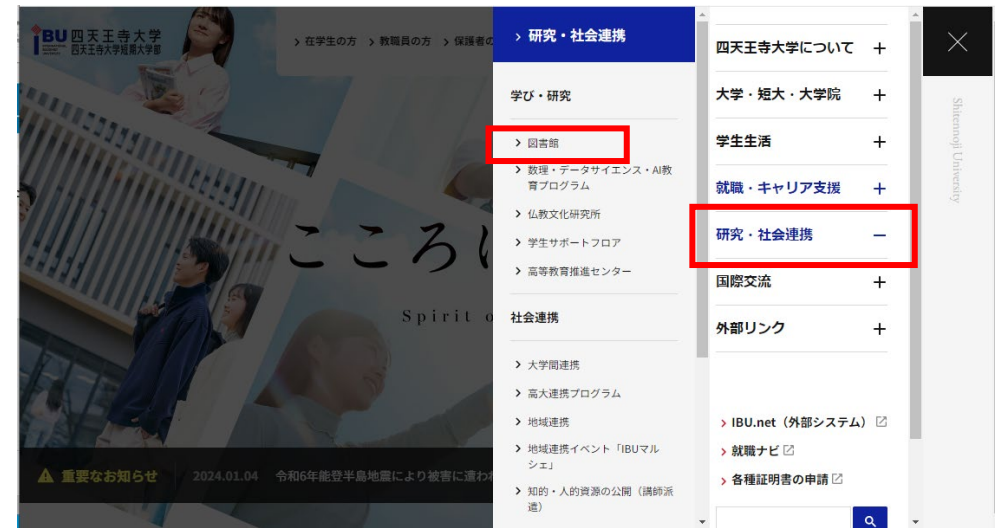 iBU 四天王寺大学
四天王寺大学短期大学部
> 在学生の方 > 教職員の方 > 保護者の
こころは
Spirit o
重要なお知らせ 2024.01.04 令和6年能登半島地震により被害に遭われ
> 研究・社会連携
学び・研究
> 図書館
> 数理・データサイエンス・AI教
育プログラム
> 仏教文化研究所
> 学生サポートフロア
> 高等教育推進センター
社会連携
> 大学間連携
> 高大連携プログラム
> 地域連携
> 地域連携イベント「IBUマル
シェ」
> 知的・人的資源の公開（講師派
遣）
四天王寺大学について +
大学・短大・大学院 +
学生生活 +
就職・キャリア支援 +
研究・社会連携 −
国際交流 +
外部リンク +
> IBU.net（外部システム）
> 就職ナビ
> 各種証明書の申請
Shitennoji University